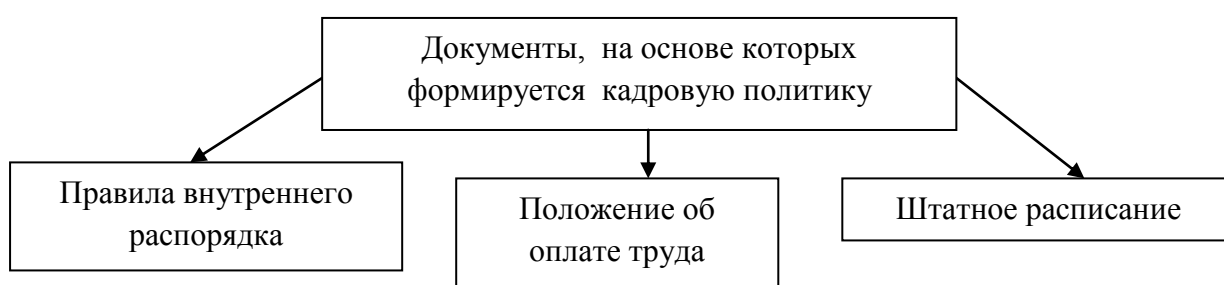 Документы,  на основе которых
формируется  кадровую политику
Правила внутреннего
распорядка
Положение об
оплате труда
Штатное расписание